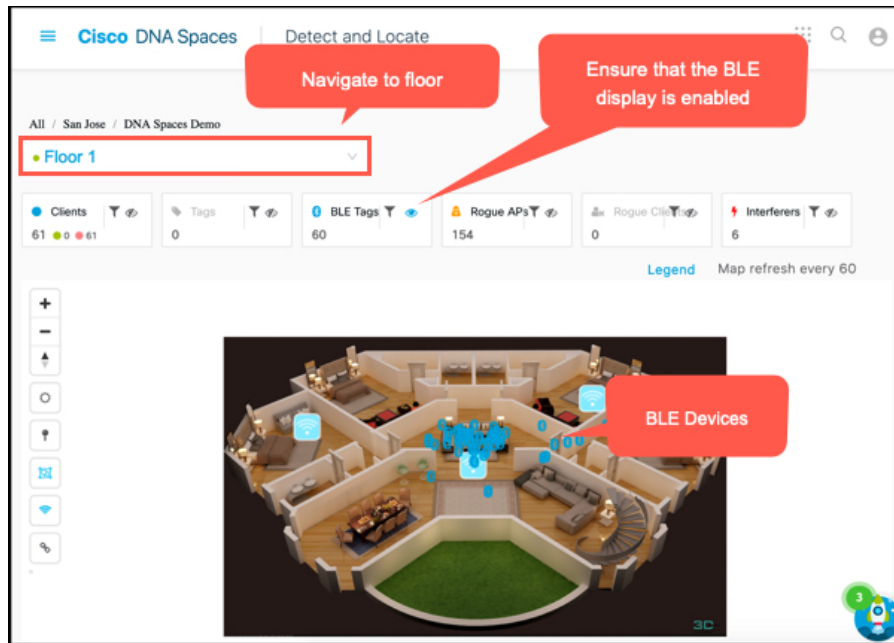 Cisco DNA Spaces
Detect and Locate
Navigate to floor
Ensure that the BLE
display is enabled
All / San Jose / DNA Spaces Demo
Floor 1
Clients
61 0 61
Tags
0
BLE Tags
60
Rogue APs
154
Rogue Clients
0
Interferers
6
Legend
Map refresh every 60
BLE Devices
3D
3